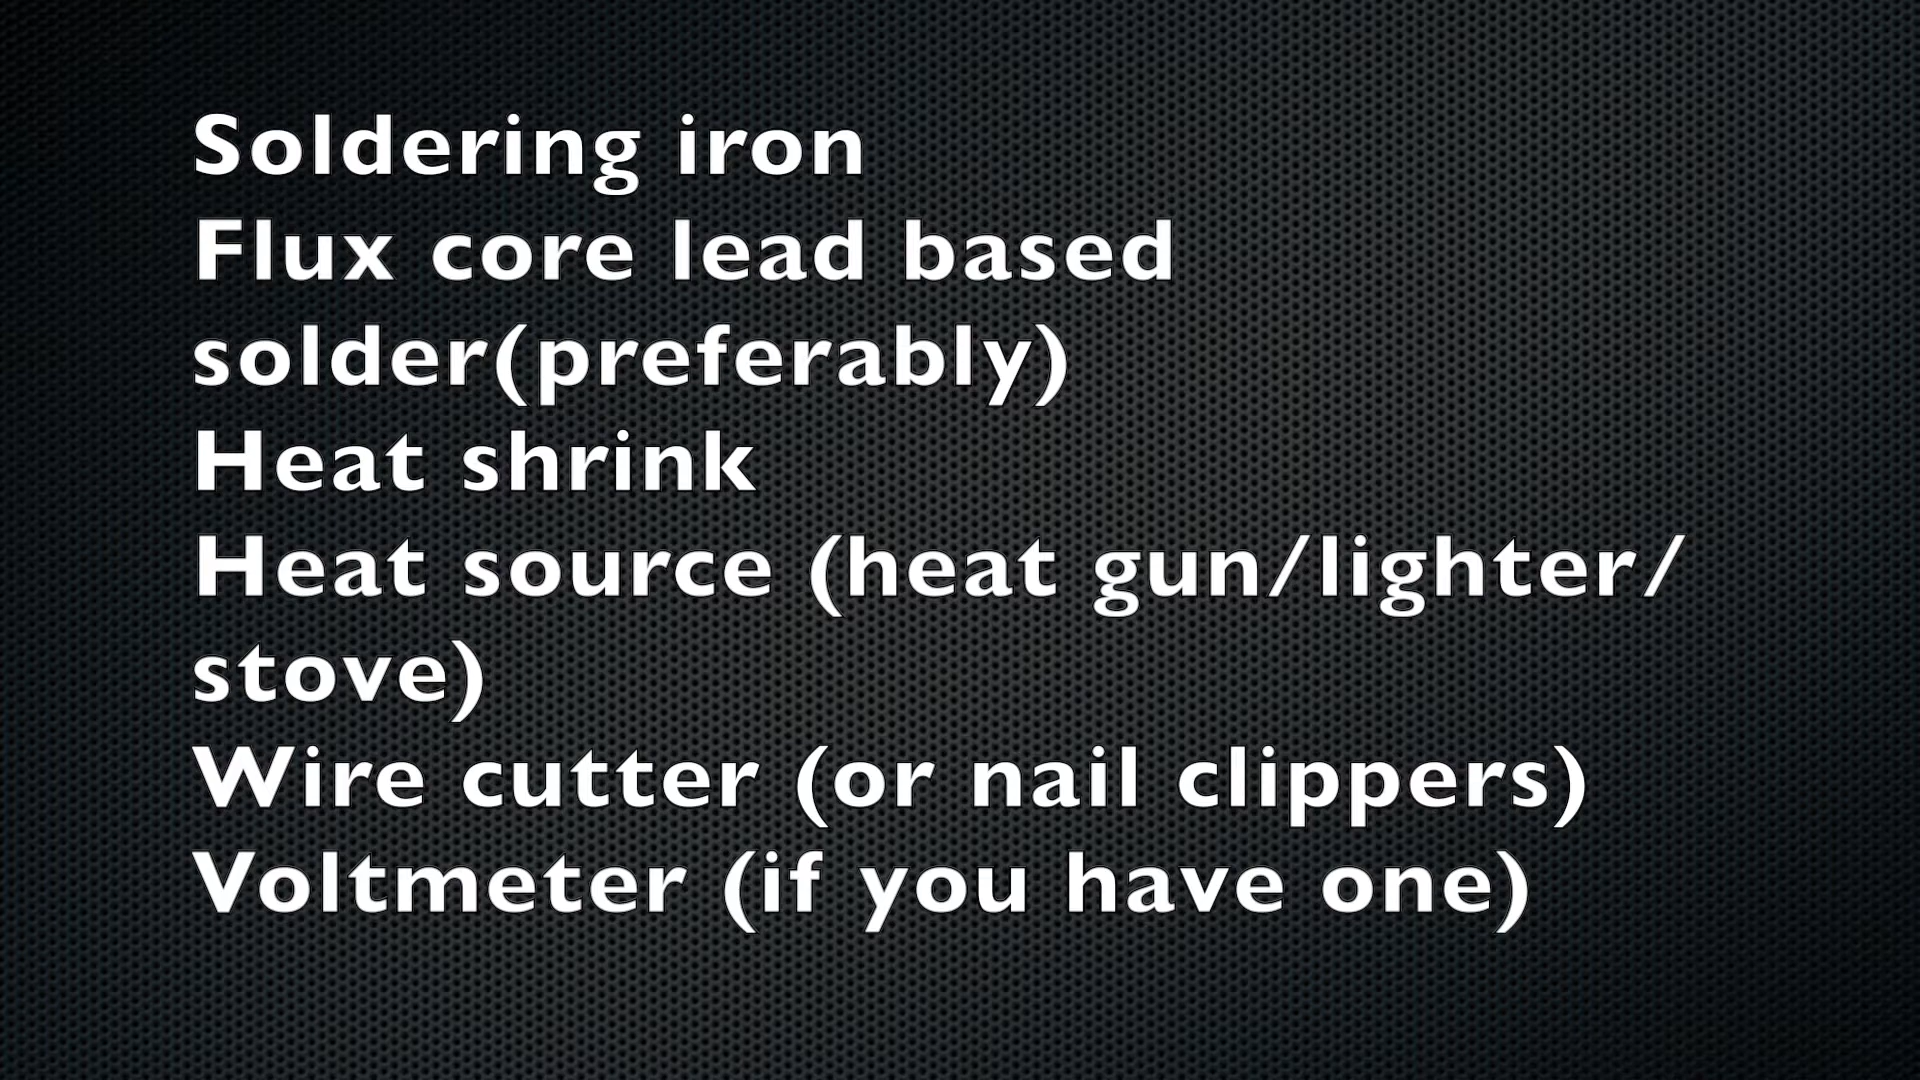 Soldering iron
Flux core lead based
solder(preferably)
Heat shrink
Heat source (heat gun/lighter/
stove)
Wire cutter (or nail clippers)
Voltmeter (if you have one)